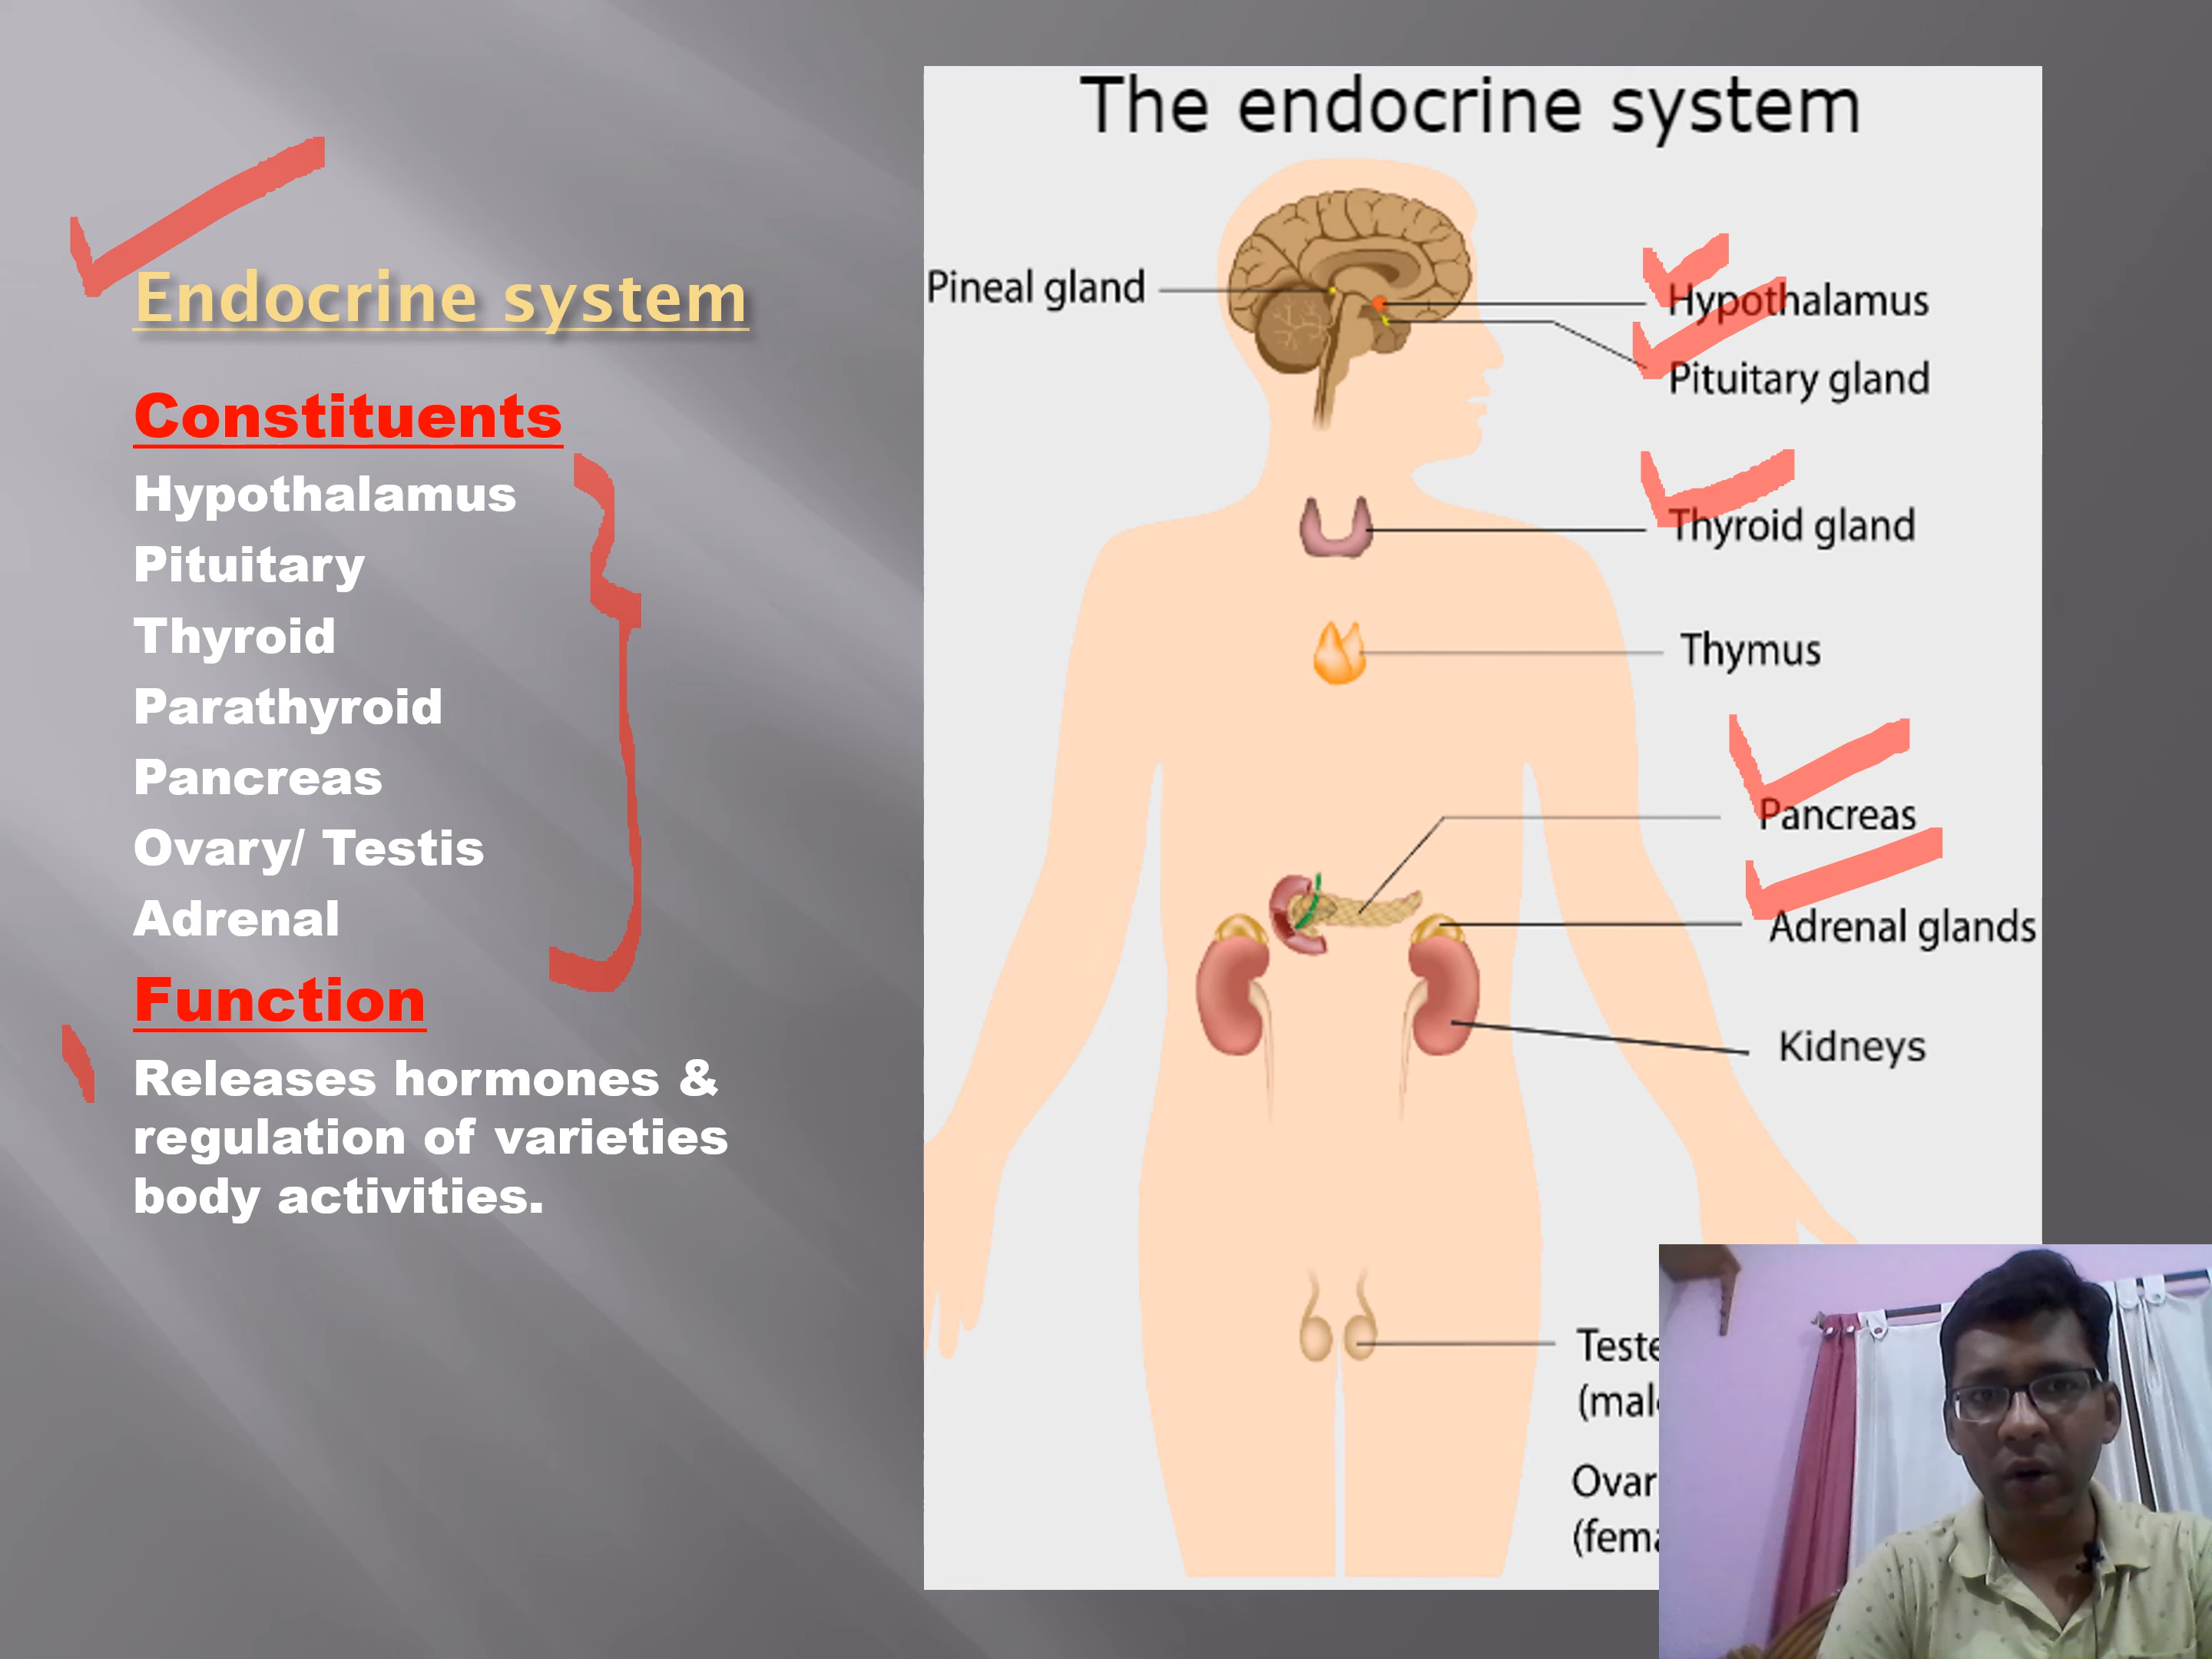 Endocrine system
Constituents
Hypothalamus
Pituitary
Thyroid
Parathyroid
Pancreas
Ovary/ Testis
Adrenal
Function
Releases hormones &
regulation of varieties
body activities.
The endocrine system
Pineal gland
Hypothalamus
Pituitary gland
Thyroid gland
Thymus
Pancreas
Adrenal glands
Kidneys